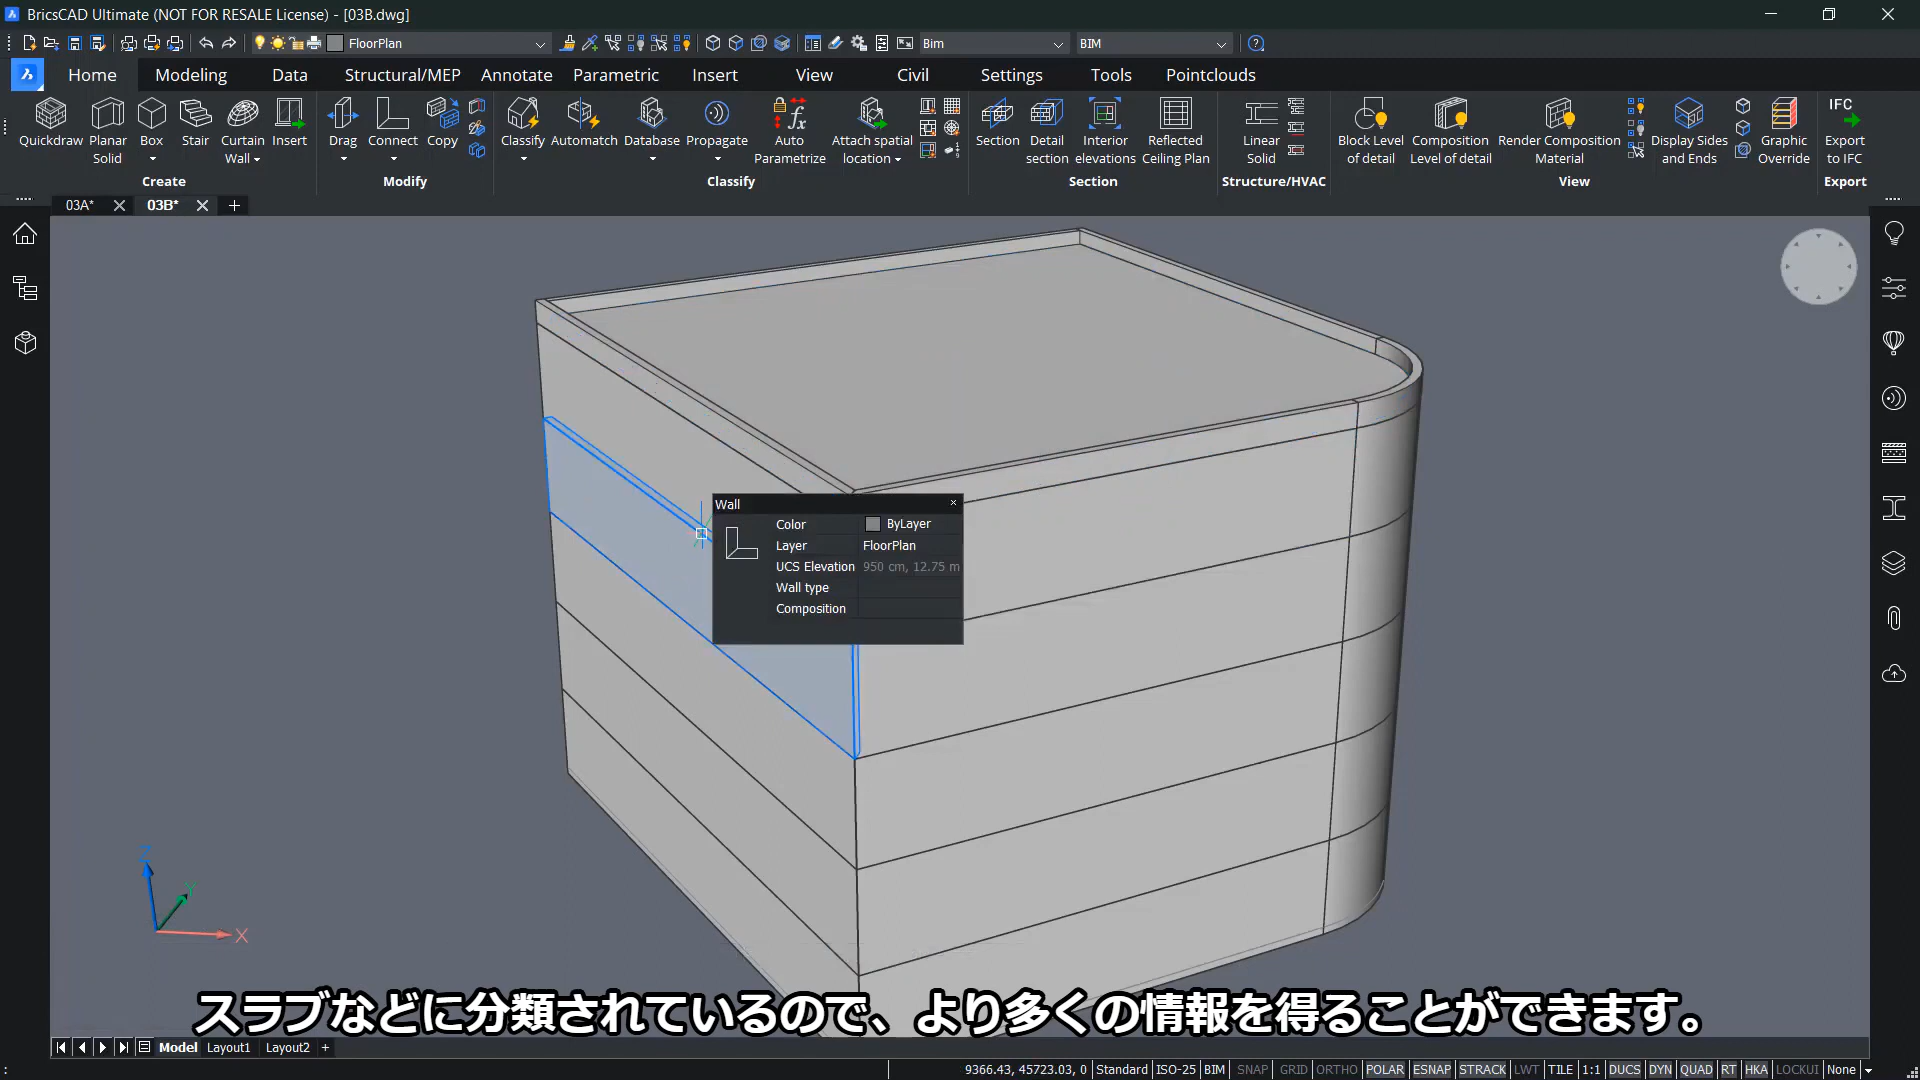 BricsCAD Ultimate (NOT FOR RESALE License) - [03B.dwg]
FloorPlan
Bim
BIM
Home Modeling Data Structural/MEP Annotate Parametric Insert View Civil Settings Tools Pointclouds
Quickdraw
Planar Solid
Box
Stair
Curtain Wall
Insert
Create
Drag
Connect
Copy
Modify
Classify
Automatch
Database
Propagate
Auto Parametrize
Attach spatial location
Classify
Section
Detail section
Interior elevations
Reflected Ceiling Plan
Section
Linear Solid
Structure/HVAC
Block Level of detail
Composition Level of detail
Render Composition Material
Display Sides and Ends
Graphic Override
View
IFC
Export to IFC
Export
03A*
03B*
Wall
Color ByLayer
Layer FloorPlan
UCS Elevation 950 cm, 12.75 m
Wall type
Composition
Z
Y
X
スラブなどに分類されているので、より多くの情報を得ることができます。
Model Layout1 Layout2 +
: 9366.43, 45723.03, 0 Standard ISO-25 BIM SNAP GRID ORTHO POLAR ESNAP STRACK LWT TILE 1:1 DUCS DYN QUAD RT HKA LOCKUI None